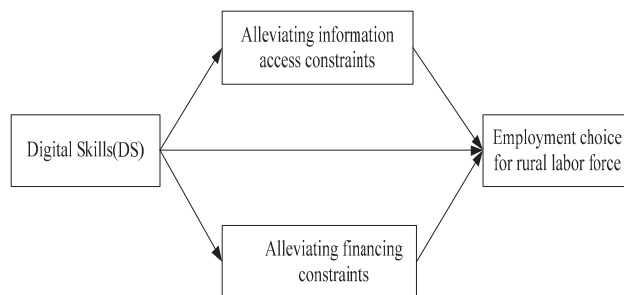 Alleviating information
access constraints
Digital Skills(DS)
Employment choice
for rural labor force
Alleviating financing
constraints